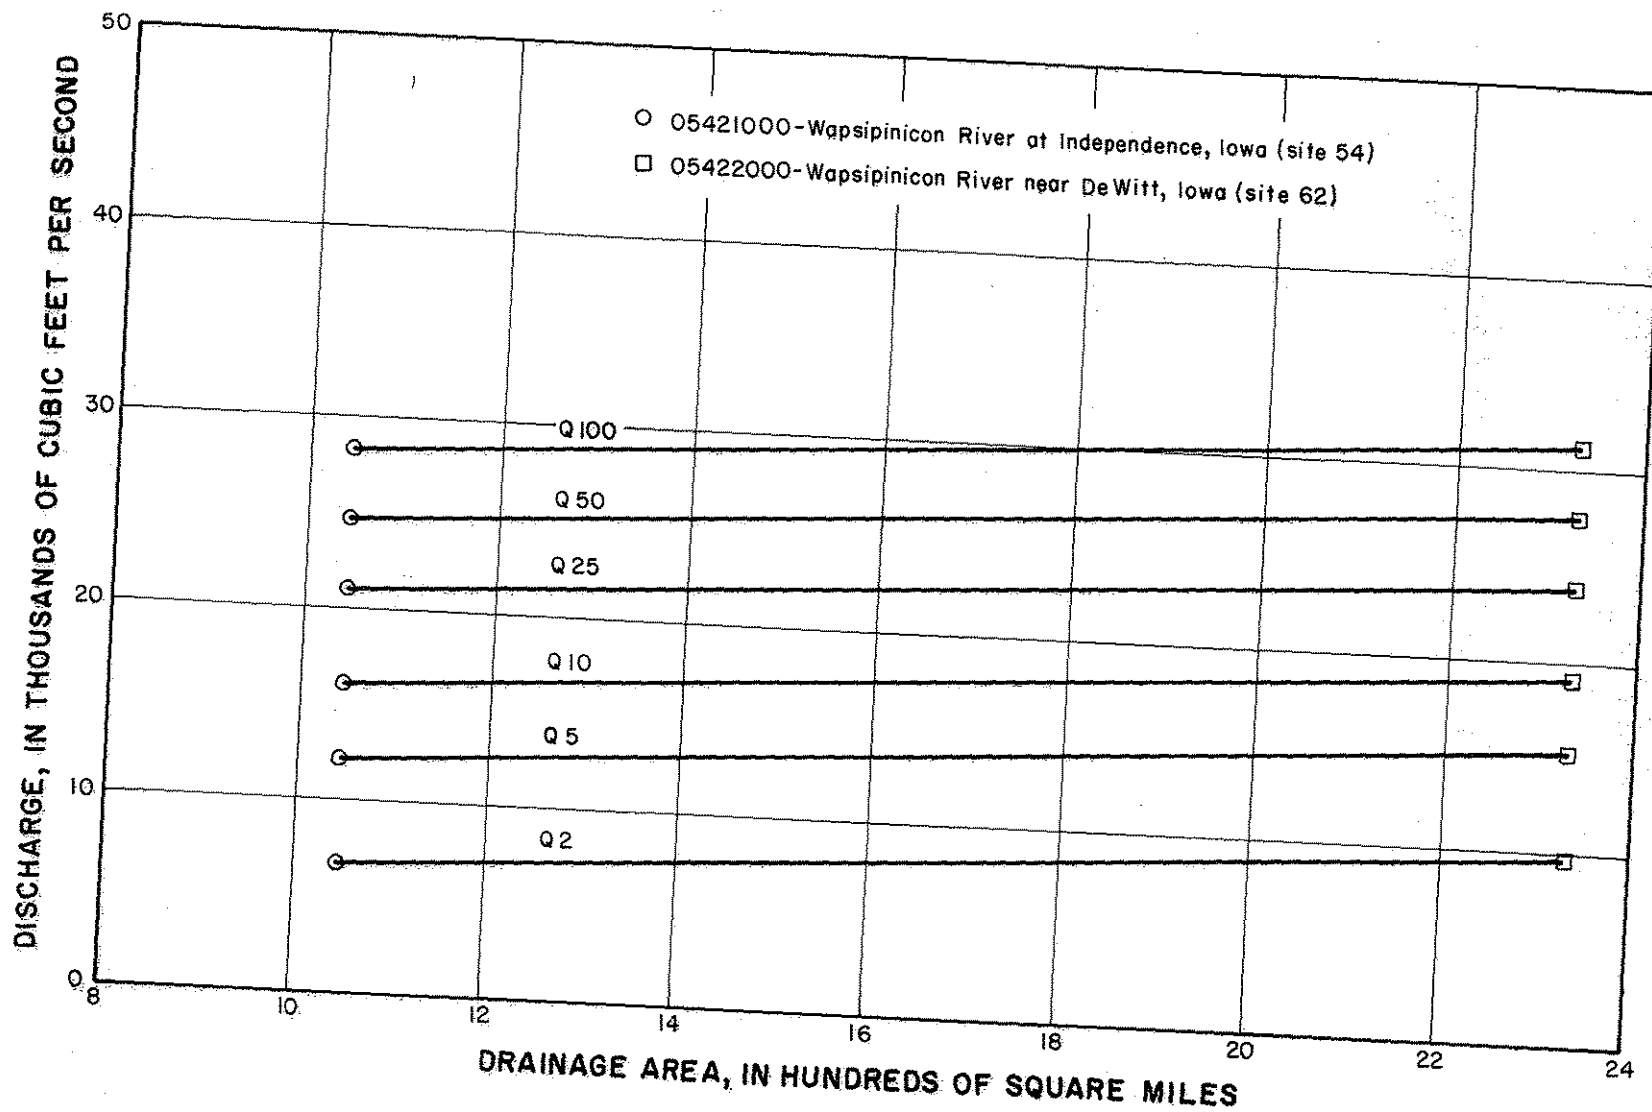 50
40
30
20
10
0
DISCHARGE, IN THOUSANDS OF CUBIC FEET PER SECOND
05421000-Wapsipinicon River at Independence, Iowa (site 54)
05422000-Wapsipinicon River near De Witt, Iowa (site 62)
Q 100
Q 50
Q 25
Q 10
Q 5
Q 2
8 10 12 14 16 18 20 22 24
DRAINAGE AREA, IN HUNDREDS OF SQUARE MILES